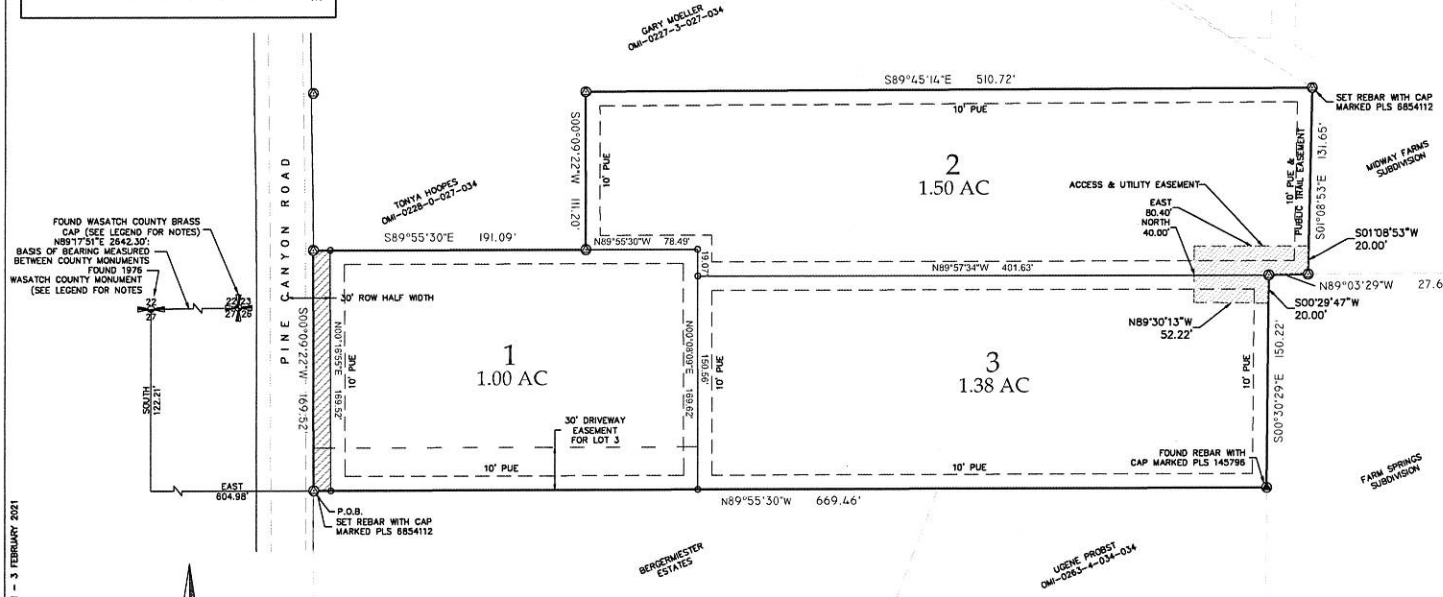 GARY MOELLER
OMI-0227-3-027-034
S89°45'14"E 510.72'
10' PUE
SET REBAR WITH CAP
MARKED PLS 6854112
S00°09'22"W 111.20'
10' PUE
2
1.50 AC
10' PUE &
PUBLIC TRAIL EASEMENT
S01°08'53"E 131.65'
MIDWAY FARMS
SUBDIVISION
PINE CANYON ROAD
TONYA HOOPES
OMI-0228-0-027-034
ACCESS & UTILITY EASEMENT
EAST
80.40'
NORTH
40.00'
FOUND WASATCH COUNTY BRASS
CAP (SEE LEGEND FOR NOTES)
N89°17'51"E 2642.30':
BASIS OF BEARING MEASURED
BETWEEN COUNTY MONUMENTS
FOUND 1976
WASATCH COUNTY MONUMENT
(SEE LEGEND FOR NOTES
S89°55'30"E 191.09'
N89°55'30"W 78.49'
19.07'
N89°57'34"W 401.63'
S01°08'53"W
20.00'
N89°03'29"W 27.6
S00°29'47"W
20.00'
22
27
22 23
27 26
30' ROW HALF WIDTH
N89°30'13"W
52.22'
S00°09'22"W 169.52'
N00°16'55"E 169.52'
10' PUE
1
1.00 AC
N00°08'09"E 169.62'
150.56'
10' PUE
3
1.38 AC
10' PUE
S00°30'29"E 150.22'
SOUTH
122.21'
30' DRIVEWAY
EASEMENT
FOR LOT 3
10' PUE
10' PUE
FOUND REBAR WITH
CAP MARKED PLS 145796
FARM SPRINGS
SUBDIVISION
EAST
604.98'
N89°55'30"W 669.46'
P.O.B.
SET REBAR WITH CAP
MARKED PLS 6854112
BERGERMIESTER
ESTATES
UGENE PROBST
OMI-0263-4-034-034
- 3 FEBRUARY 2021